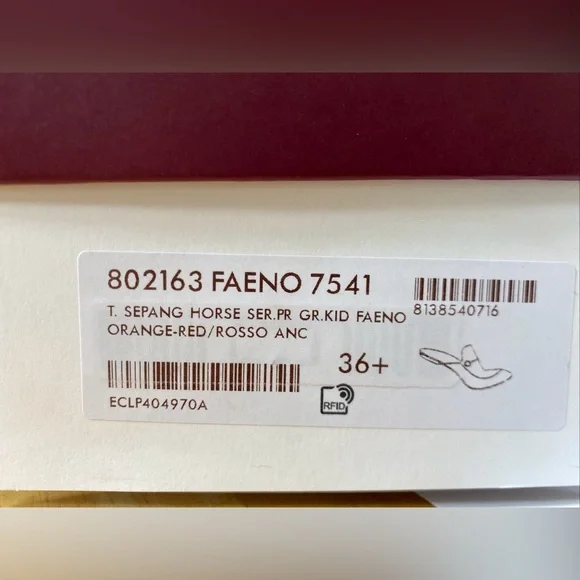 802163 FAENO 7541
T. SEPANG HORSE SER.PR GR.KID FAENO
ORANGE-RED/ROSSO ANC
8138540716
36+
RFID
ECLP404970A